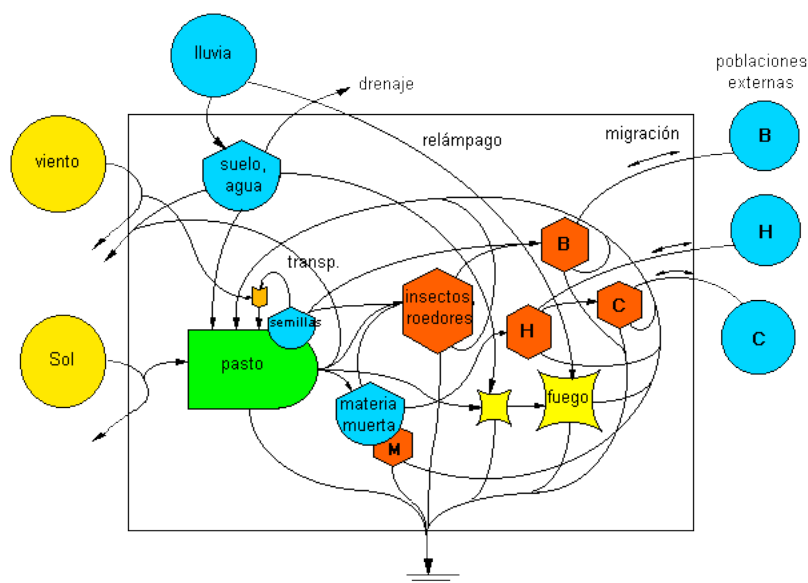 lluvia
drenaje
poblaciones
externas
relámpago
migración
B
viento
suelo,
agua
H
B
transp.
semillas
insectos
roedores
C
H
C
Sol
pasto
materia
muerta
fuego
M